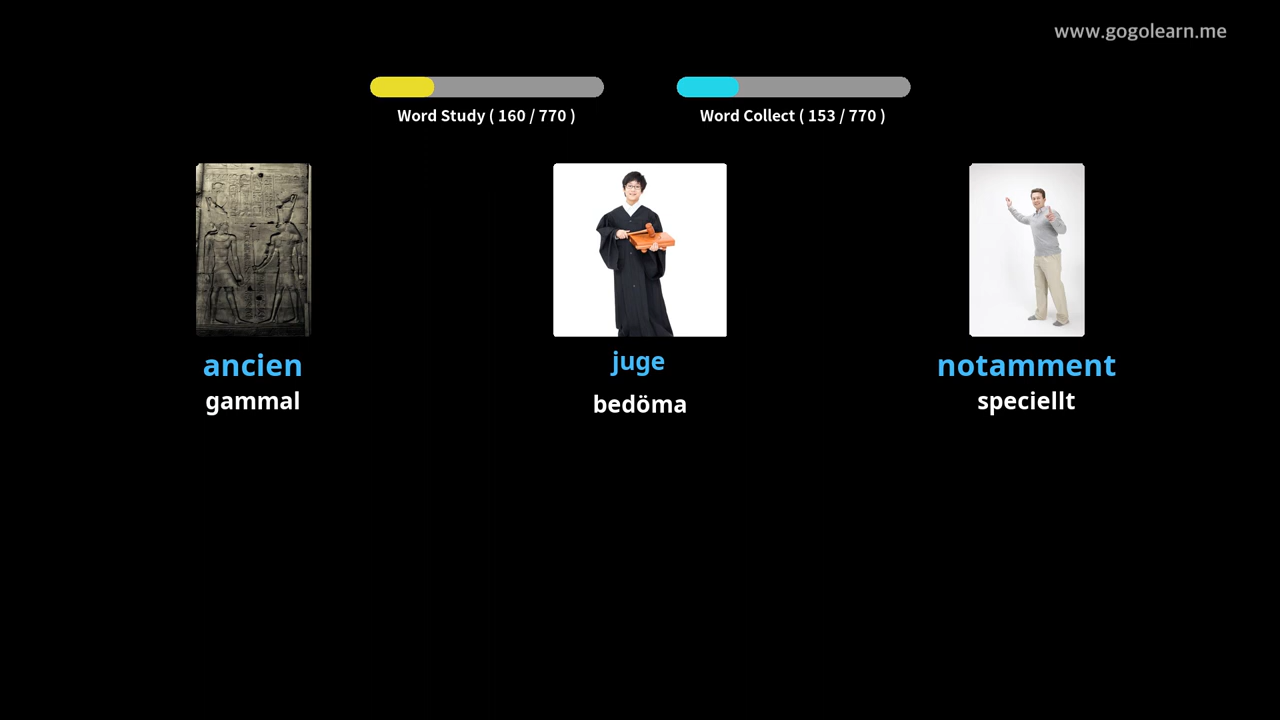 www.gogolearn.me
Word Study ( 160 / 770 )
Word Collect ( 153 / 770 )
ancien
gammal
juge
bedöma
notamment
speciellt